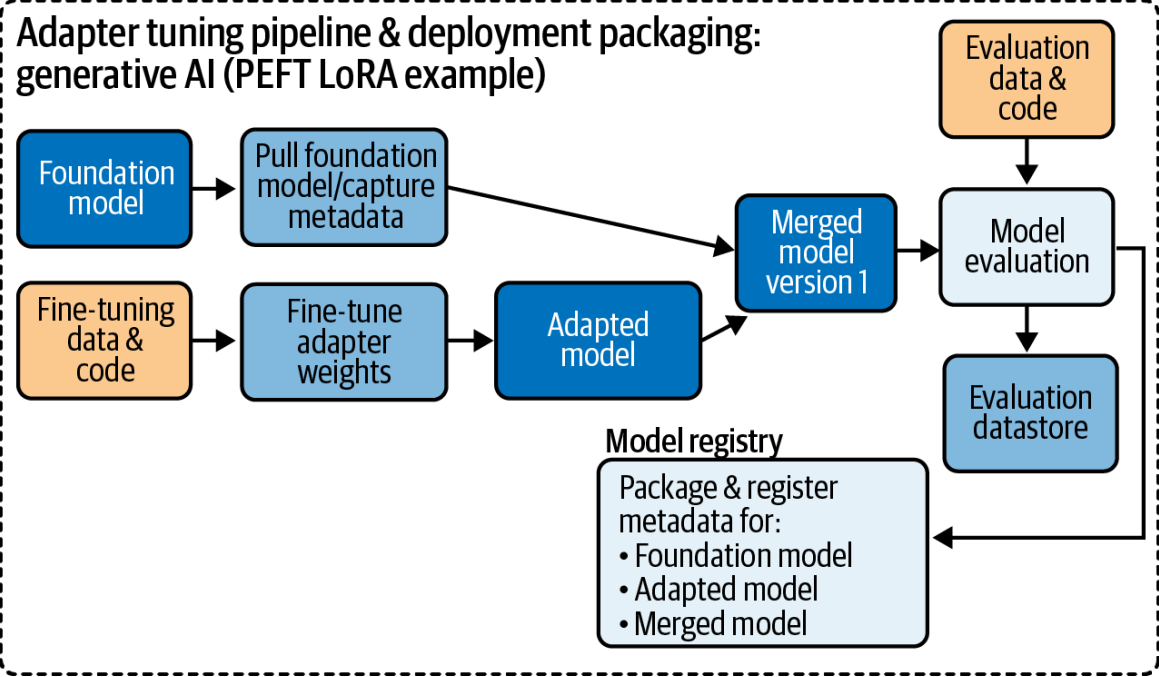 Adapter tuning pipeline & deployment packaging:
generative AI (PEFT LoRA example)
Evaluation
data &
code
Foundation
model
Pull foundation
model/capture
metadata
Merged
model
version 1
Model
evaluation
Fine-tuning
data &
code
Fine-tune
adapter
weights
Adapted
model
Evaluation
datastore
Model registry
Package & register
metadata for:
• Foundation model
• Adapted model
• Merged model